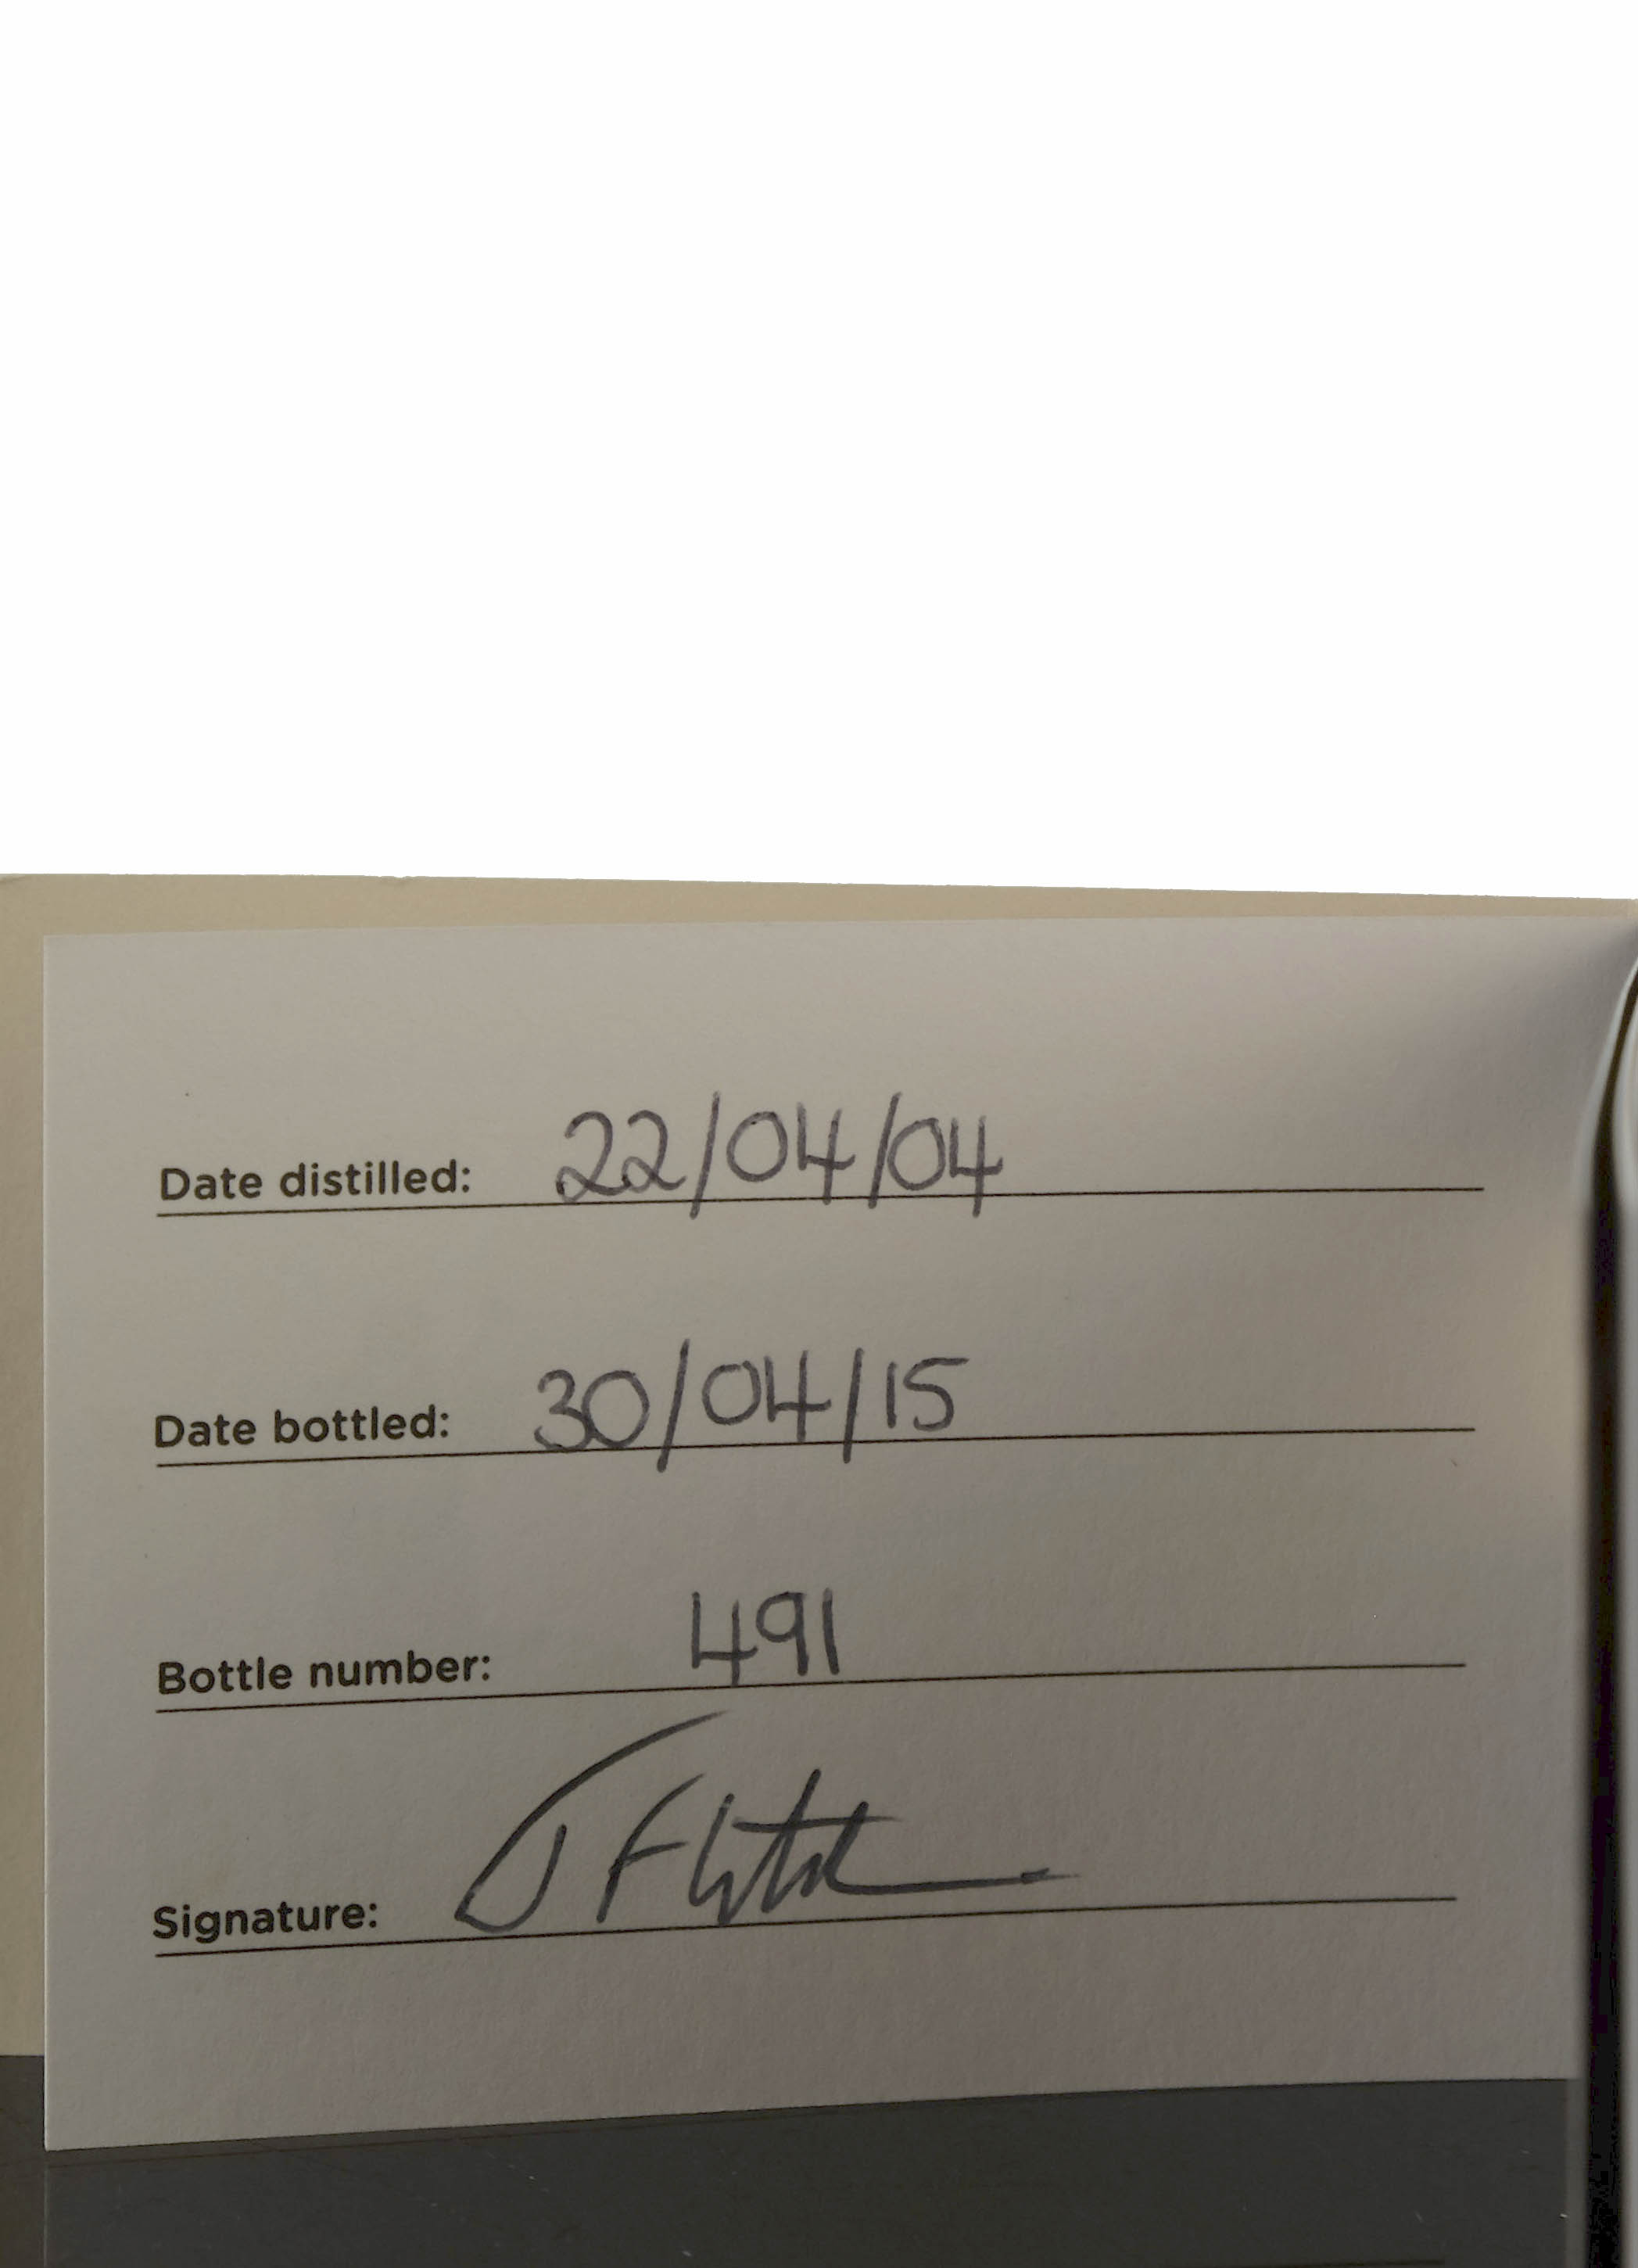 Date distilled: 22/04/04
Date bottled: 30/04/15
Bottle number: 491
Signature: